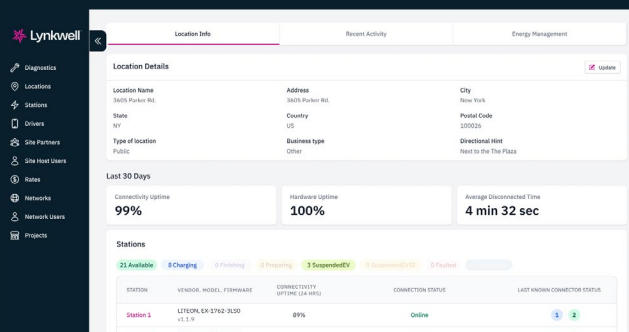 Lynkwell
Diagnostics
Locations
Stations
Drivers
Site Partners
Site Host Users
Rates
Networks
Network Users
Projects
Location Info
Recent Activity
Energy Management
Location Details
Update
Location Name
3605 Parker Rd.
Address
3605 Parker Rd.
City
New York
State
NY
Country
US
Postal Code
100026
Type of location
Public
Business type
Other
Directional Hint
Next to the The Plaza
Last 30 Days
Connectivity Uptime
99%
Hardware Uptime
100%
Average Disconnected Time
4 min 32 sec
Stations
21 Available
8 Charging
0 Finishing
0 Preparing
3 SuspendedEV
0 SuspendedEVSE
0 Faulted
STATION
VENDOR, MODEL, FIRMWARE
CONNECTIVITY
UPTIME (24 HRS)
CONNECTION STATUS
LAST KNOWN CONNECTOR STATUS
Station 1
LITEON, EX-1762-3LS0
v1.1.9
89%
Online
1
2